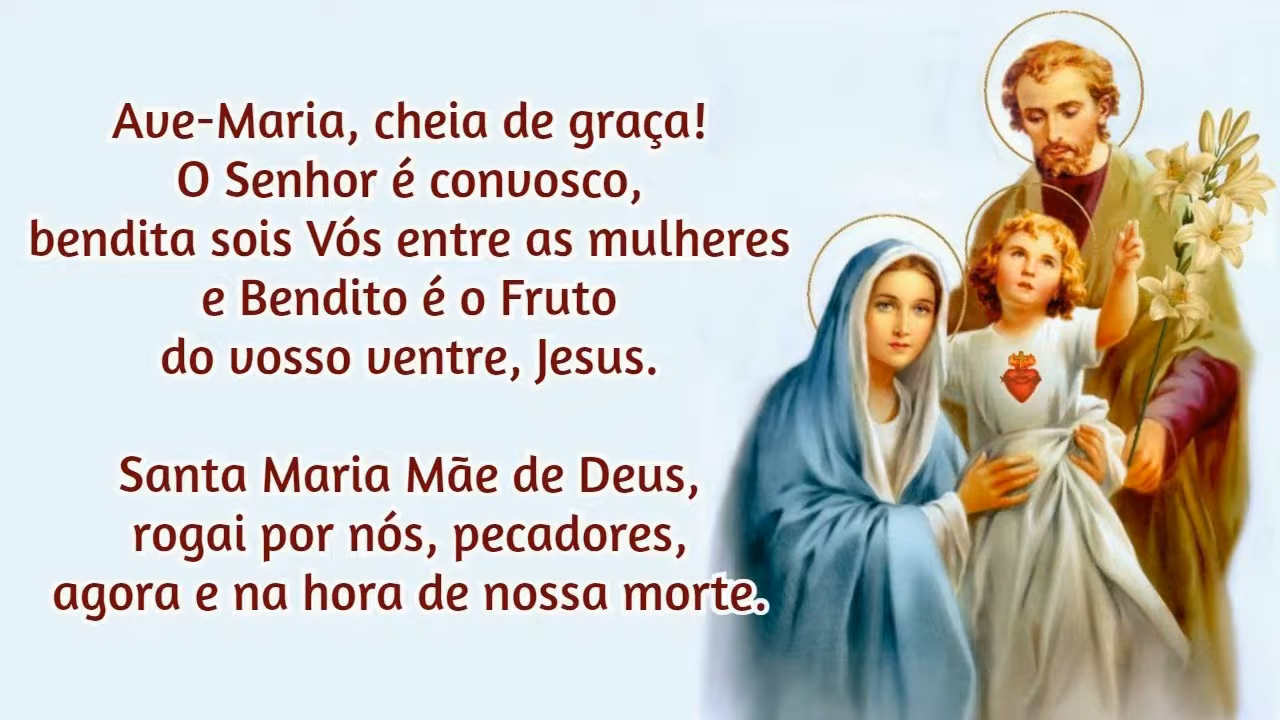 Ave-Maria, cheia de graça!
O Senhor é convosco,
bendita sois Vós entre as mulheres
e Bendito é o Fruto
do vosso ventre, Jesus.
Santa Maria Mãe de Deus,
rogai por nós, pecadores,
agora e na hora de nossa morte.